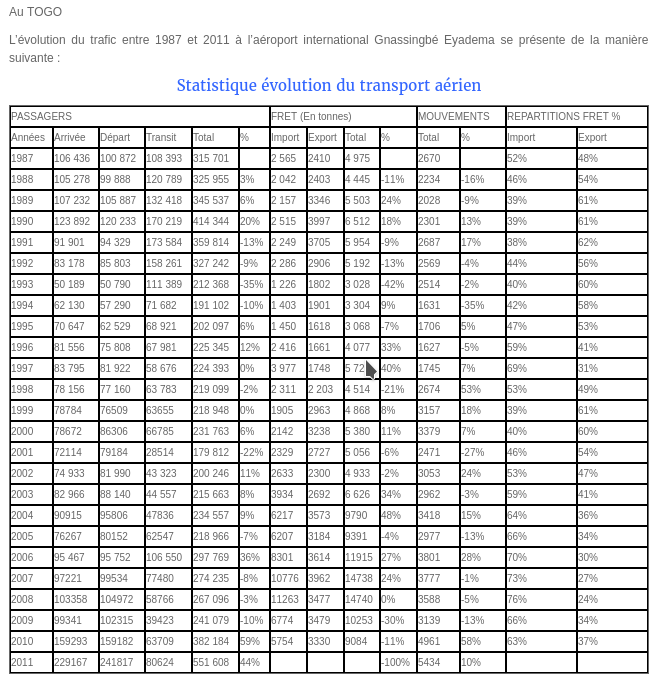 Au TOGO
L'évolution du trafic entre 1987 et 2011 à l'aéroport international Gnassingbé Eyadema se présente de la manière
suivante :
Statistique évolution du transport aérien
PASSAGERS FRET (En tonnes) MOUVEMENTS REPARTITIONS FRET %
Années Arrivée Départ Transit Total % Import Export Total % Total % Import Export
1987 106 436 100 872 108 393 315 701 2 565 2410 4 975 2670 52% 48%
1988 105 278 99 888 120 789 325 955 3% 2 042 2403 4 445 -11% 2234 -16% 46% 54%
1989 107 232 105 887 132 418 345 537 6% 2 157 3346 5 503 24% 2028 -9% 39% 61%
1990 123 892 120 233 170 219 414 344 20% 2 515 3997 6 512 18% 2301 13% 39% 61%
1991 91 901 94 329 173 584 359 814 -13% 2 249 3705 5 954 -9% 2687 17% 38% 62%
1992 83 178 85 803 158 261 327 242 -9% 2 286 2906 5 192 -13% 2569 -4% 44% 56%
1993 50 189 50 790 111 389 212 368 -35% 1 226 1802 3 028 -42% 2514 -2% 40% 60%
1994 62 130 57 290 71 682 191 102 -10% 1 403 1901 3 304 9% 1631 -35% 42% 58%
1995 70 647 62 529 68 921 202 097 6% 1 450 1618 3 068 -7% 1706 5% 47% 53%
1996 81 556 75 808 67 981 225 345 12% 2 416 1661 4 077 33% 1627 -5% 59% 41%
1997 83 795 81 922 58 676 224 393 0% 3 977 1748 40% 1745 7% 69% 31%
1998 78 156 77 160 63 783 219 099 -2% 2 311 2 203 4 514 -21% 2674 53% 53% 49%
1999 78784 76509 63655 218 948 0% 1905 2963 4 868 8% 3157 18% 39% 61%
2000 78672 86306 66785 231 763 6% 2142 3238 5 380 11% 3379 7% 40% 60%
2001 72114 79184 28514 179 812 -22% 2329 2727 5 056 -6% 2471 -27% 46% 54%
2002 74 933 81 990 43 323 200 246 11% 2633 2300 4 933 -2% 3053 24% 53% 47%
2003 82 966 88 140 44 557 215 663 8% 3934 2692 6 626 34% 2962 -3% 59% 41%
2004 90915 95806 47836 234 557 9% 6217 3573 9790 48% 3418 15% 64% 36%
2005 76267 80152 62547 218 966 -7% 6207 3184 9391 -4% 2977 -13% 66% 34%
2006 95 467 95 752 106 550 297 769 36% 8301 3614 11915 27% 3801 28% 70% 30%
2007 97221 99534 77480 274 235 -8% 10776 3962 14738 24% 3777 -1% 73% 27%
2008 103358 104972 58766 267 096 -3% 11263 3477 14740 0% 3588 -5% 76% 24%
2009 99341 102315 39423 241 079 -10% 6774 3479 10253 -30% 3139 -13% 66% 34%
2010 159293 159182 63709 382 184 59% 5754 3330 9084 -11% 4961 58% 63% 37%
2011 229167 241817 80624 551 608 44% -100% 5434 10%